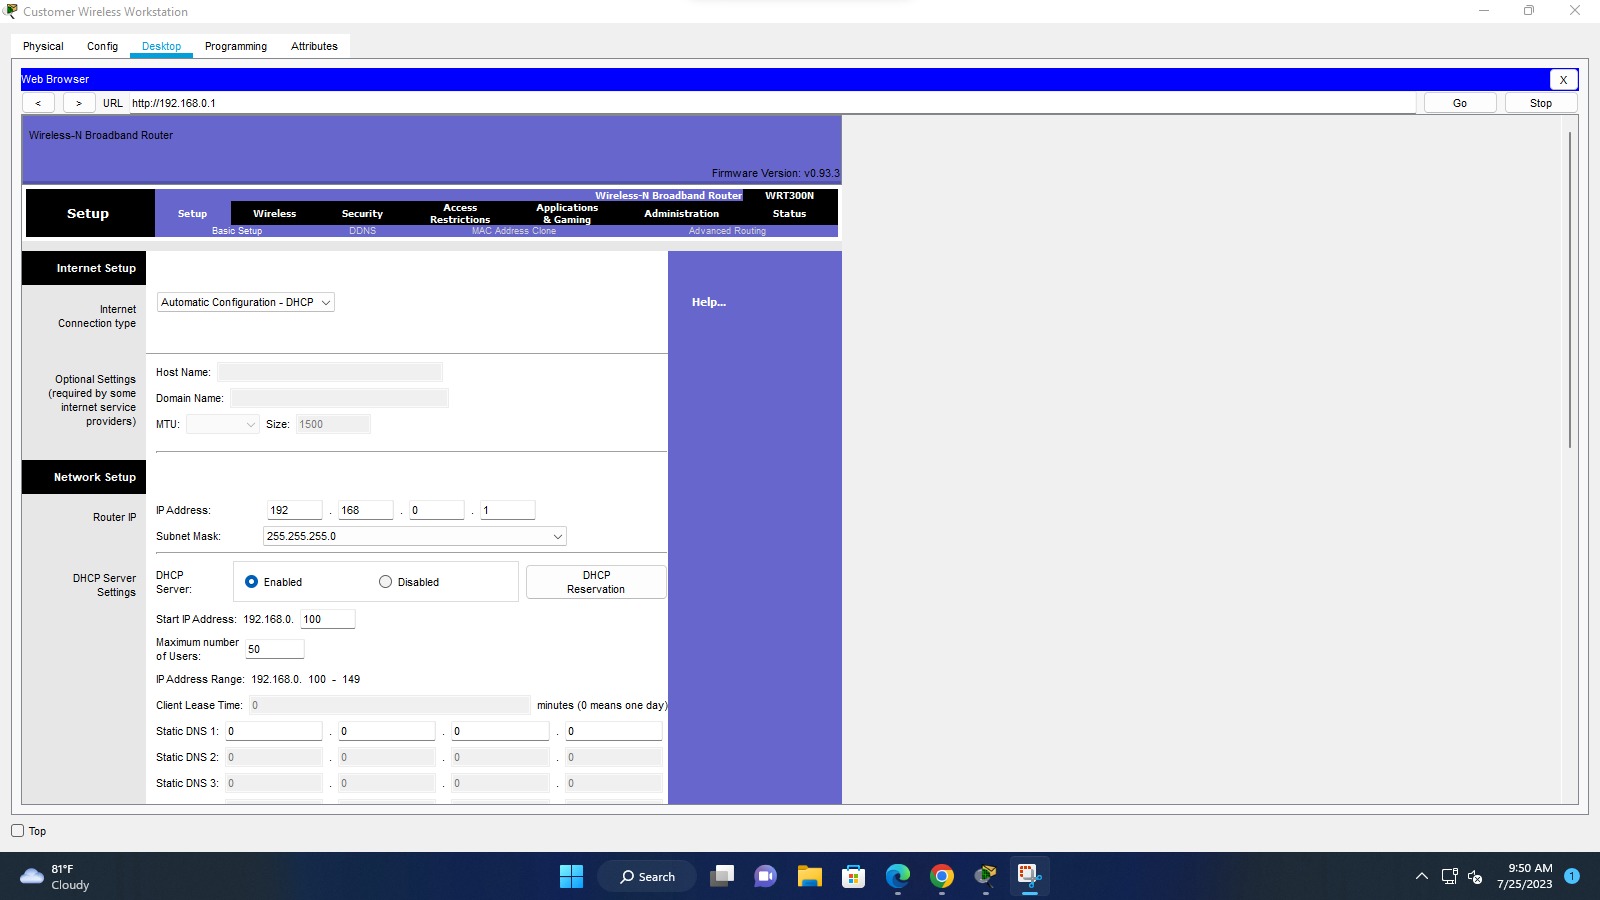 Customer Wireless Workstation
Physical Config Desktop Programming Attributes
Web Browser X
< > URL http://192.168.0.1 Go Stop
Wireless-N Broadband Router
Firmware Version: v0.93.3
Wireless-N Broadband Router WRT300N
Setup Setup Wireless Security Access Restrictions Applications & Gaming Administration Status
Basic Setup DDNS MAC Address Clone Advanced Routing
Internet Setup
Internet Connection type
Automatic Configuration - DHCP
Help...
Optional Settings
(required by some
internet service
providers)
Host Name:
Domain Name:
MTU: Size: 1500
Network Setup
Router IP
IP Address: 192 . 168 . 0 . 1
Subnet Mask: 255.255.255.0
DHCP Server
Settings
DHCP
Server: Enabled Disabled
DHCP
Reservation
Start IP Address: 192.168.0. 100
Maximum number
of Users: 50
IP Address Range: 192.168.0. 100 - 149
Client Lease Time: 0 minutes (0 means one day)
Static DNS 1: 0 . 0 . 0 . 0
Static DNS 2: 0 . 0 . 0 . 0
Static DNS 3: 0 . 0 . 0 . 0
Top
81°F
Cloudy
Search
9:50 AM
7/25/2023
1